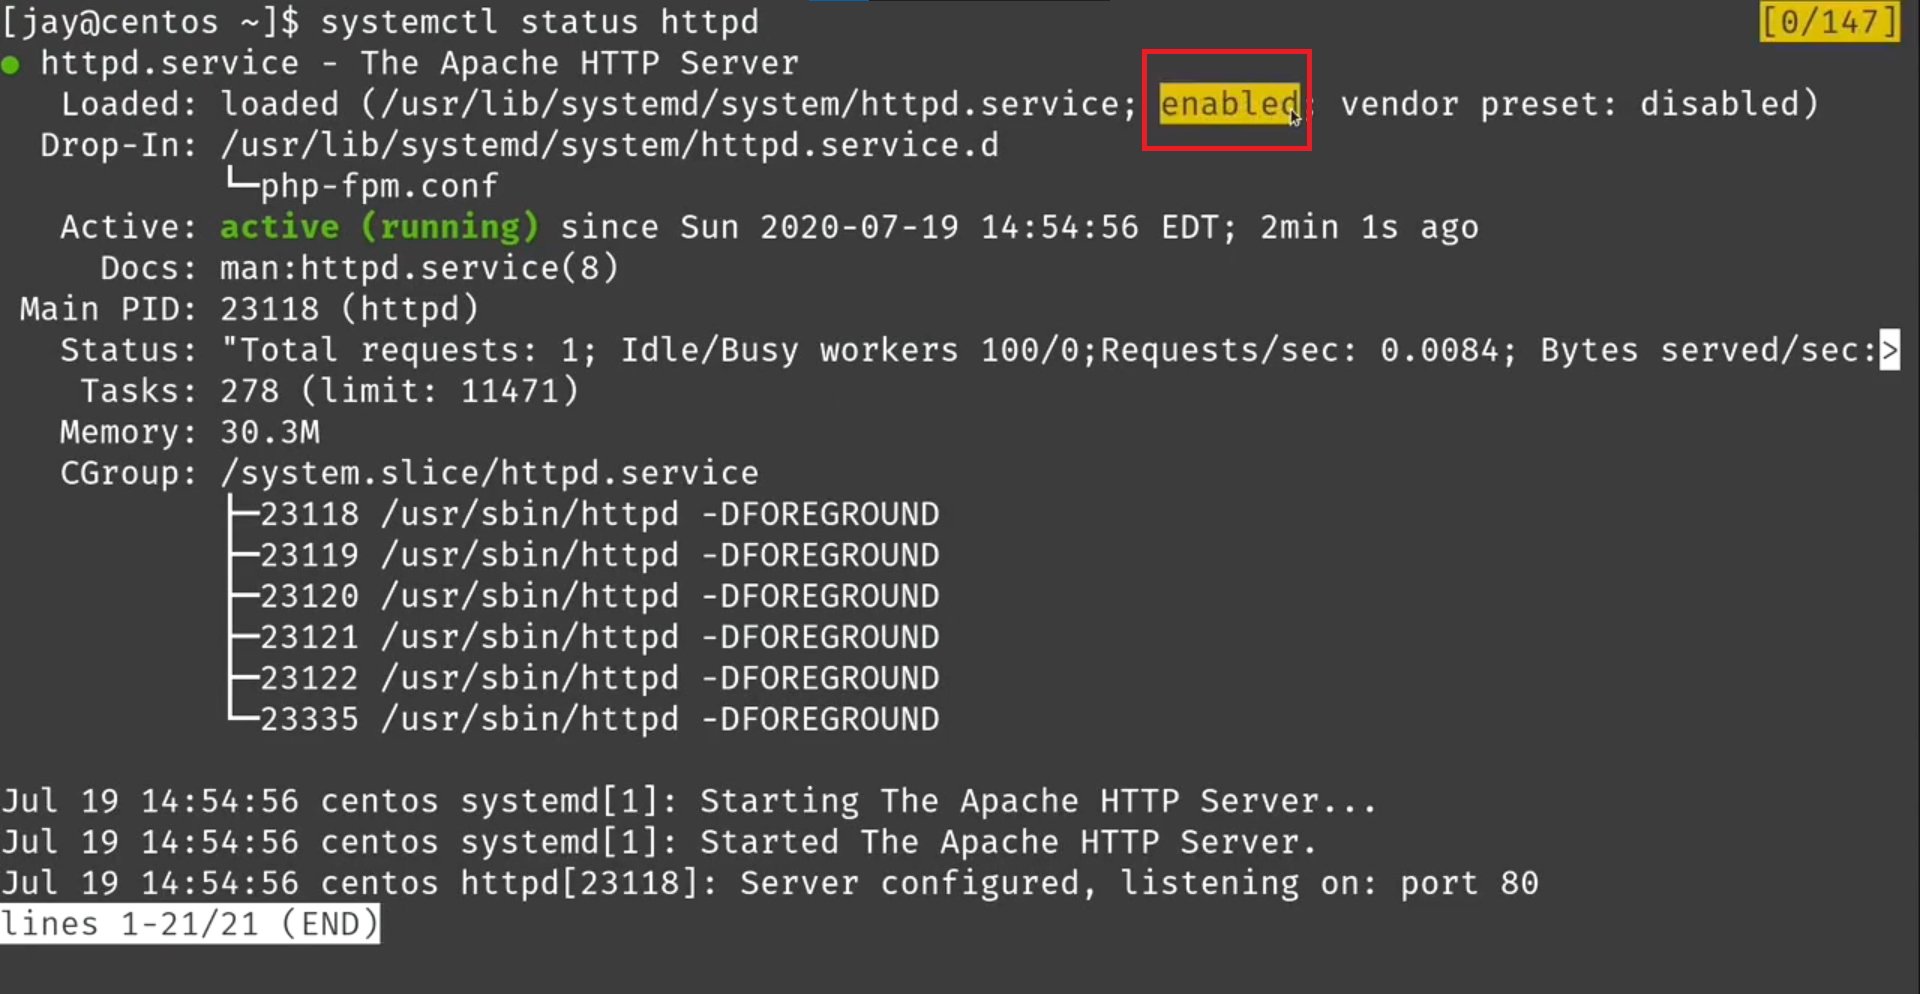 [jay@centos ~]$ systemctl status httpd [0/147]
● httpd.service - The Apache HTTP Server
Loaded: loaded (/usr/lib/systemd/system/httpd.service; enabled; vendor preset: disabled)
Drop-In: /usr/lib/systemd/system/httpd.service.d
└─php-fpm.conf
Active: active (running) since Sun 2020-07-19 14:54:56 EDT; 2min 1s ago
Docs: man:httpd.service(8)
Main PID: 23118 (httpd)
Status: "Total requests: 1; Idle/Busy workers 100/0;Requests/sec: 0.0084; Bytes served/sec:>
Tasks: 278 (limit: 11471)
Memory: 30.3M
CGroup: /system.slice/httpd.service
├─23118 /usr/sbin/httpd -DFOREGROUND
├─23119 /usr/sbin/httpd -DFOREGROUND
├─23120 /usr/sbin/httpd -DFOREGROUND
├─23121 /usr/sbin/httpd -DFOREGROUND
├─23122 /usr/sbin/httpd -DFOREGROUND
└─23335 /usr/sbin/httpd -DFOREGROUND
Jul 19 14:54:56 centos systemd[1]: Starting The Apache HTTP Server...
Jul 19 14:54:56 centos systemd[1]: Started The Apache HTTP Server.
Jul 19 14:54:56 centos httpd[23118]: Server configured, listening on: port 80
lines 1-21/21 (END)